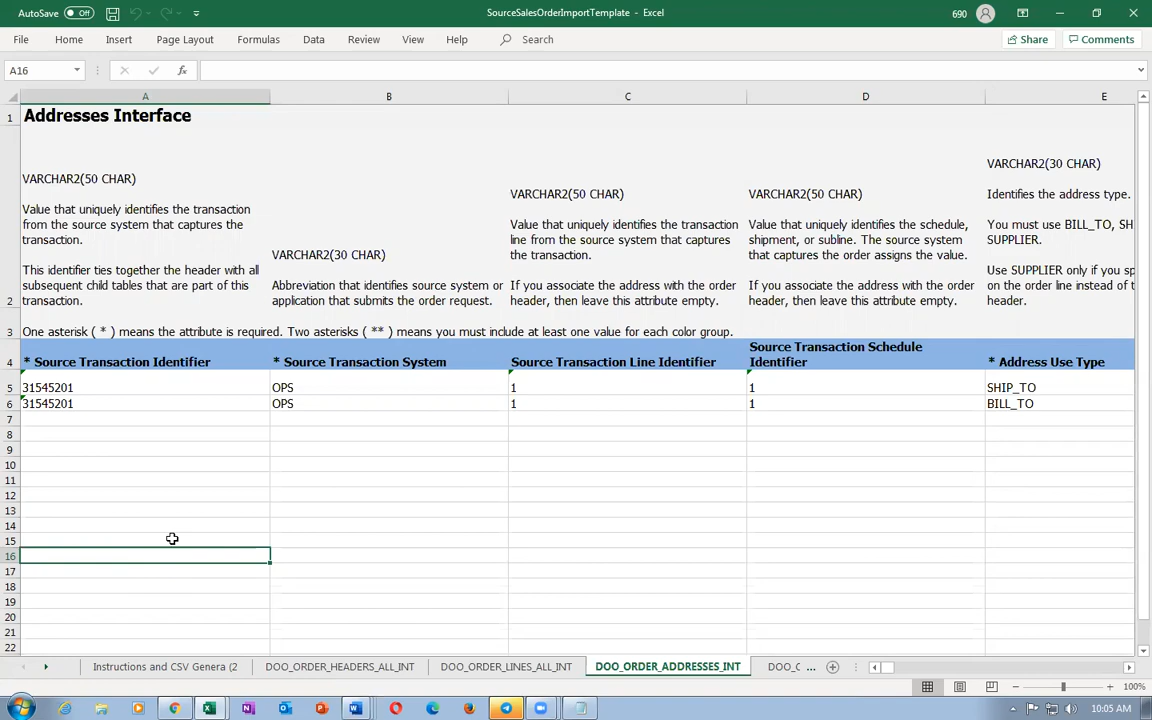 AutoSave Off SourceSalesOrderImportTemplate - Excel 690
File Home Insert Page Layout Formulas Data Review View Help Search Share Comments
A16 fx
A B C D E
1 Addresses Interface
VARCHAR2(50 CHAR)
Value that uniquely identifies the transaction
from the source system that captures the
transaction.
This identifier ties together the header with all
subsequent child tables that are part of this
transaction.
VARCHAR2(30 CHAR)
Abbreviation that identifies source system or
application that submits the order request.
VARCHAR2(50 CHAR)
Value that uniquely identifies the transaction
line from the source system that captures
the transaction.
If you associate the address with the order
header, then leave this attribute empty.
VARCHAR2(50 CHAR)
Value that uniquely identifies the schedule,
shipment, or subline. The source system
that captures the order assigns the value.
If you associate the address with the order
header, then leave this attribute empty.
VARCHAR2(30 CHAR)
Identifies the address type.
You must use BILL_TO, SH
SUPPLIER.
Use SUPPLIER only if you sp
on the order line instead of t
header.
2
3 One asterisk ( * ) means the attribute is required. Two asterisks ( ** ) means you must include at least one value for each color group.
4 * Source Transaction Identifier * Source Transaction System Source Transaction Line Identifier Source Transaction Schedule
Identifier * Address Use Type
5 31545201 OPS 1 1 SHIP_TO
6 31545201 OPS 1 1 BILL_TO
7
8
9
10
11
12
13
14
15
16
17
18
19
20
21
22
Instructions and CSV Genera (2 DOO_ORDER_HEADERS_ALL_INT DOO_ORDER_LINES_ALL_INT DOO_ORDER_ADDRESSES_INT DOO_C ...
100%
10:05 AM